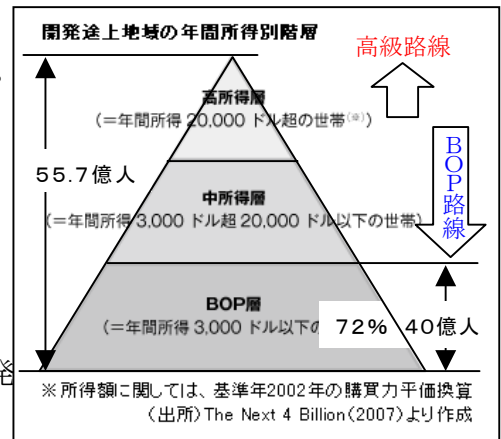 開発途上地域の年間所得別階層
高級路線
高所得層
(=年間所得 20,000 ドル超の世帯(※))
BOP路線
55.7億人
中所得層
(=年間所得 3,000 ドル超 20,000 ドル以下の世帯)
BOP層
(=年間所得 3,000 ドル以下の
72%
40億人
発
※所得額に関しては、基準年2002年の購買力平価換算
(出所)The Next 4 Billion(2007)より作成